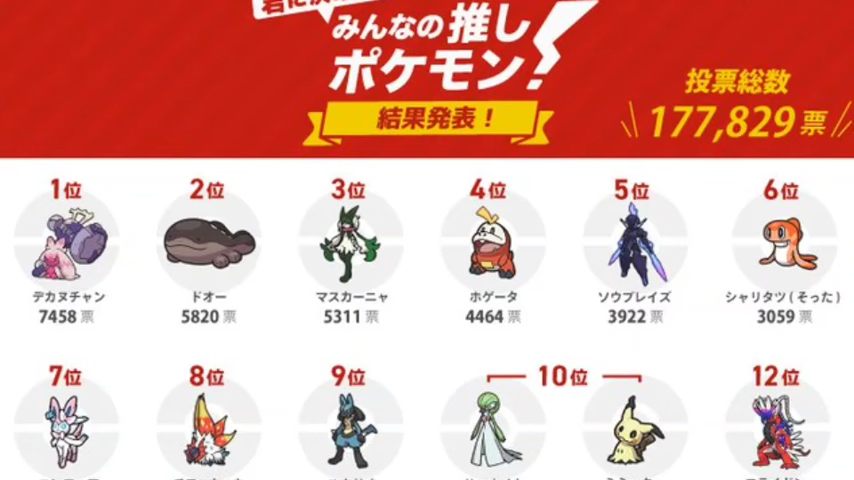 みんなの推し
ポケモン!
結果発表!
投票総数
177,829票
1位 2位 3位 4位 5位 6位
デカヌチャン ドオー マスカーニャ ホゲータ ソウブレイズ シャリタツ(そった)
7458票 5820票 5311票 4464票 3922票 3059票
7位 8位 9位 10位 12位